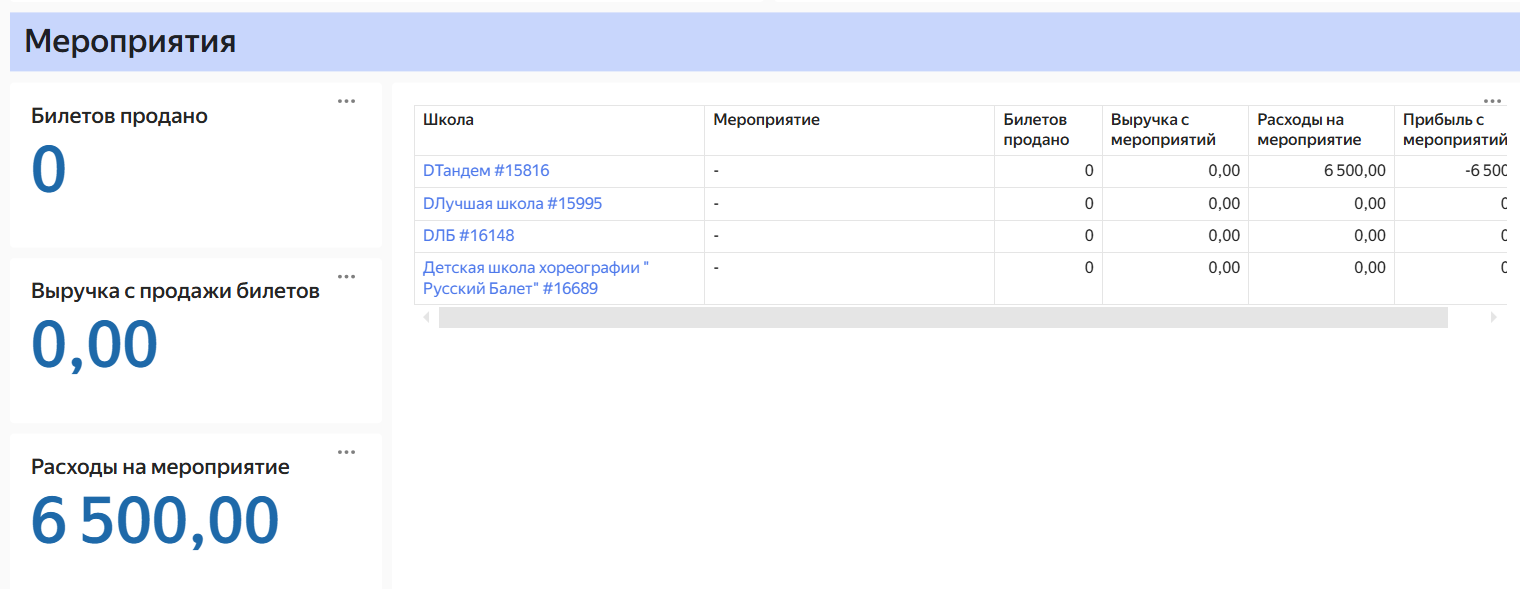 Мероприятия
Билетов продано
0
Выручка с продажи билетов
0,00
Расходы на мероприятие
6 500,00
Школа Мероприятие Билетов продано Выручка с мероприятий Расходы на мероприятие Прибыль с мероприятий
DТандем #15816 - 0 0,00 6 500,00 -6 500
DЛучшая школа #15995 - 0 0,00 0,00 0
DЛБ #16148 - 0 0,00 0,00 0
Детская школа хореографии "
Русский Балет" #16689 - 0 0,00 0,00 0